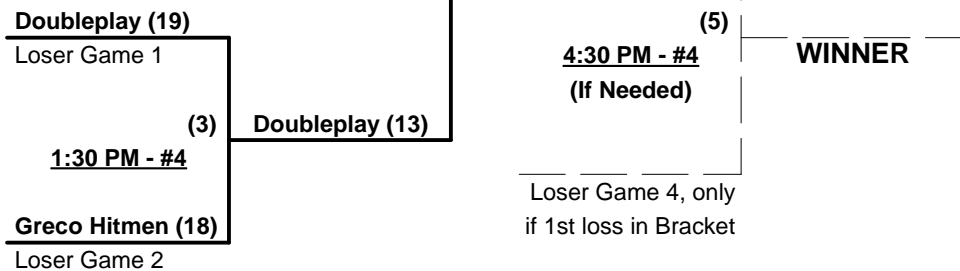 Doubleplay (19)
Loser Game 1
(3)
1:30 PM - #4
Doubleplay (13)
Greco Hitmen (18)
Loser Game 2
(5)
4:30 PM - #4
(If Needed)
WINNER
Loser Game 4, only
if 1st loss in Bracket